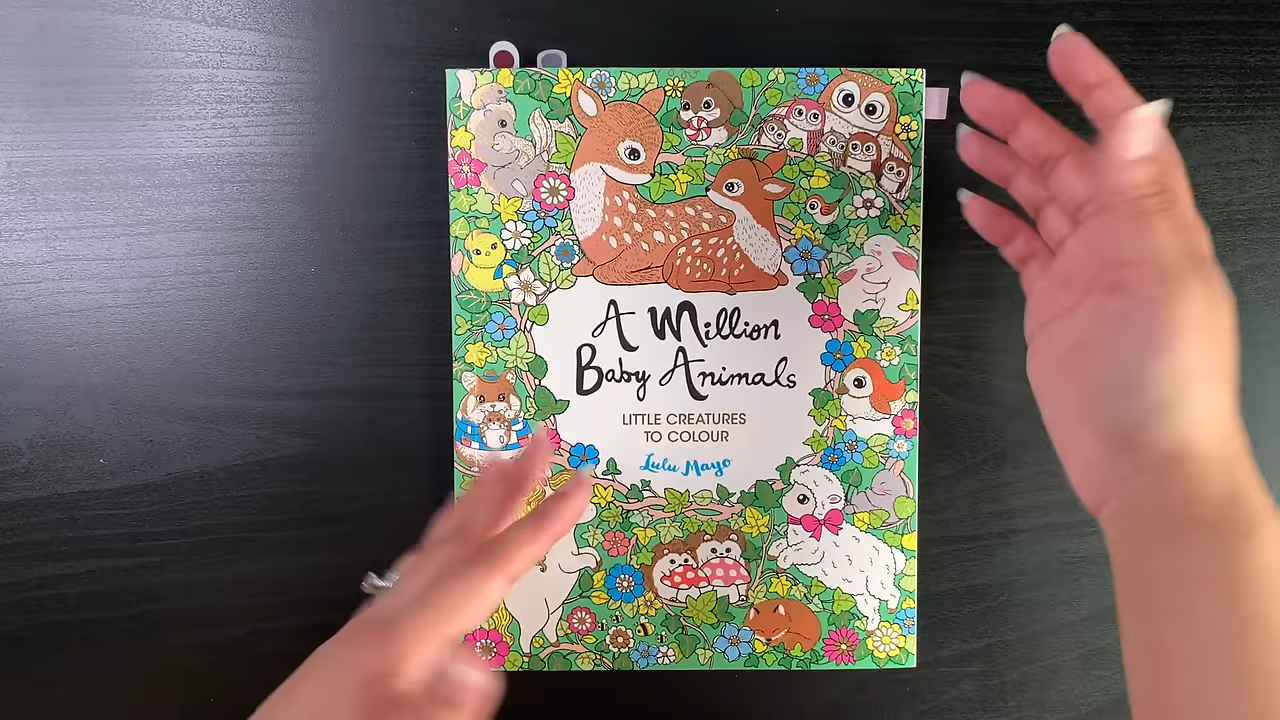 A Million
Baby Animals
LITTLE CREATURES
TO COLOUR
Lulu Mayo